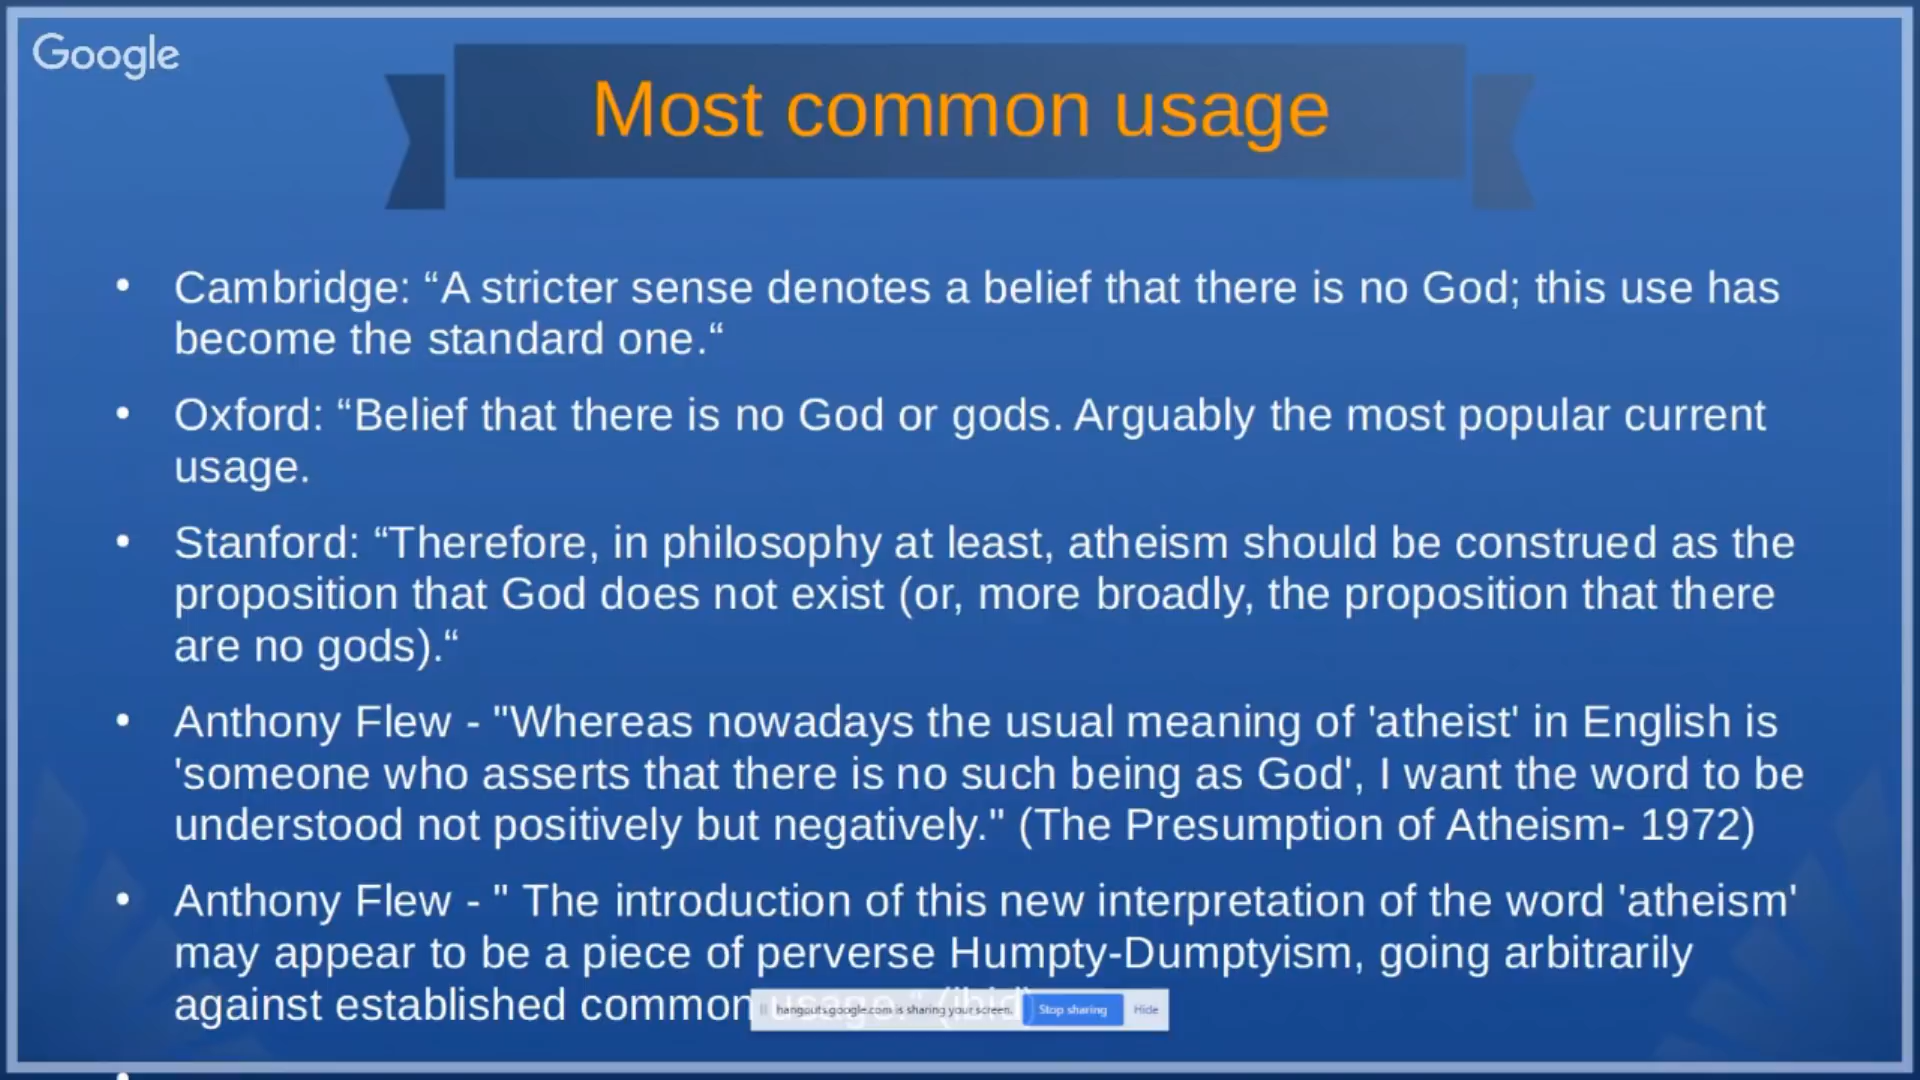 Google
Most common usage
• Cambridge: “A stricter sense denotes a belief that there is no God; this use has
become the standard one.“
• Oxford: “Belief that there is no God or gods. Arguably the most popular current
usage.
• Stanford: “Therefore, in philosophy at least, atheism should be construed as the
proposition that God does not exist (or, more broadly, the proposition that there
are no gods).“
• Anthony Flew - "Whereas nowadays the usual meaning of 'atheist' in English is
'someone who asserts that there is no such being as God', I want the word to be
understood not positively but negatively." (The Presumption of Atheism- 1972)
• Anthony Flew - " The introduction of this new interpretation of the word 'atheism'
may appear to be a piece of perverse Humpty-Dumptyism, going arbitrarily
against established common usage." (ibid)
hangouts.google.com is sharing your screen. Stop sharing Hide